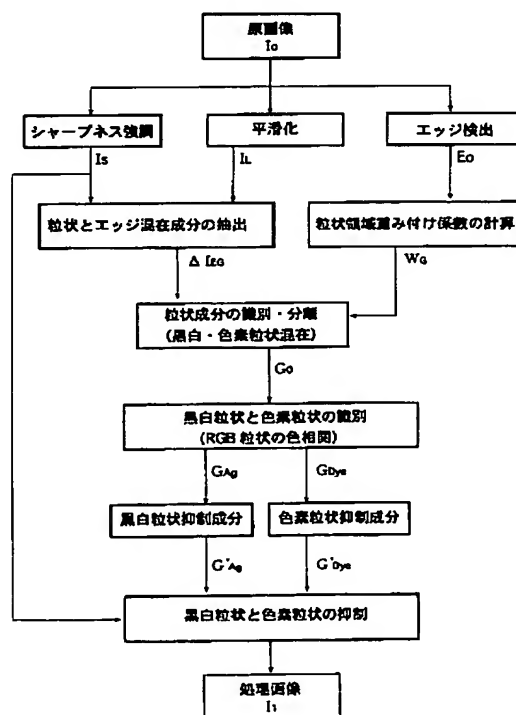 原画像
I0
シャープネス強調
平滑化
エッジ検出
IS
IL
E0
粒状とエッジ混在成分の抽出
粒状領域重み付け係数の計算
Δ IEG
WG
粒状成分の識別・分離
(黒白・色素粒状混在)
G0
黒白粒状と色素粒状の識別
(RGB 粒状の色相関)
GAg
GDye
黒白粒状抑制成分
色素粒状抑制成分
G'Ag
G'Dye
黒白粒状と色素粒状の抑制
処理画像
I1